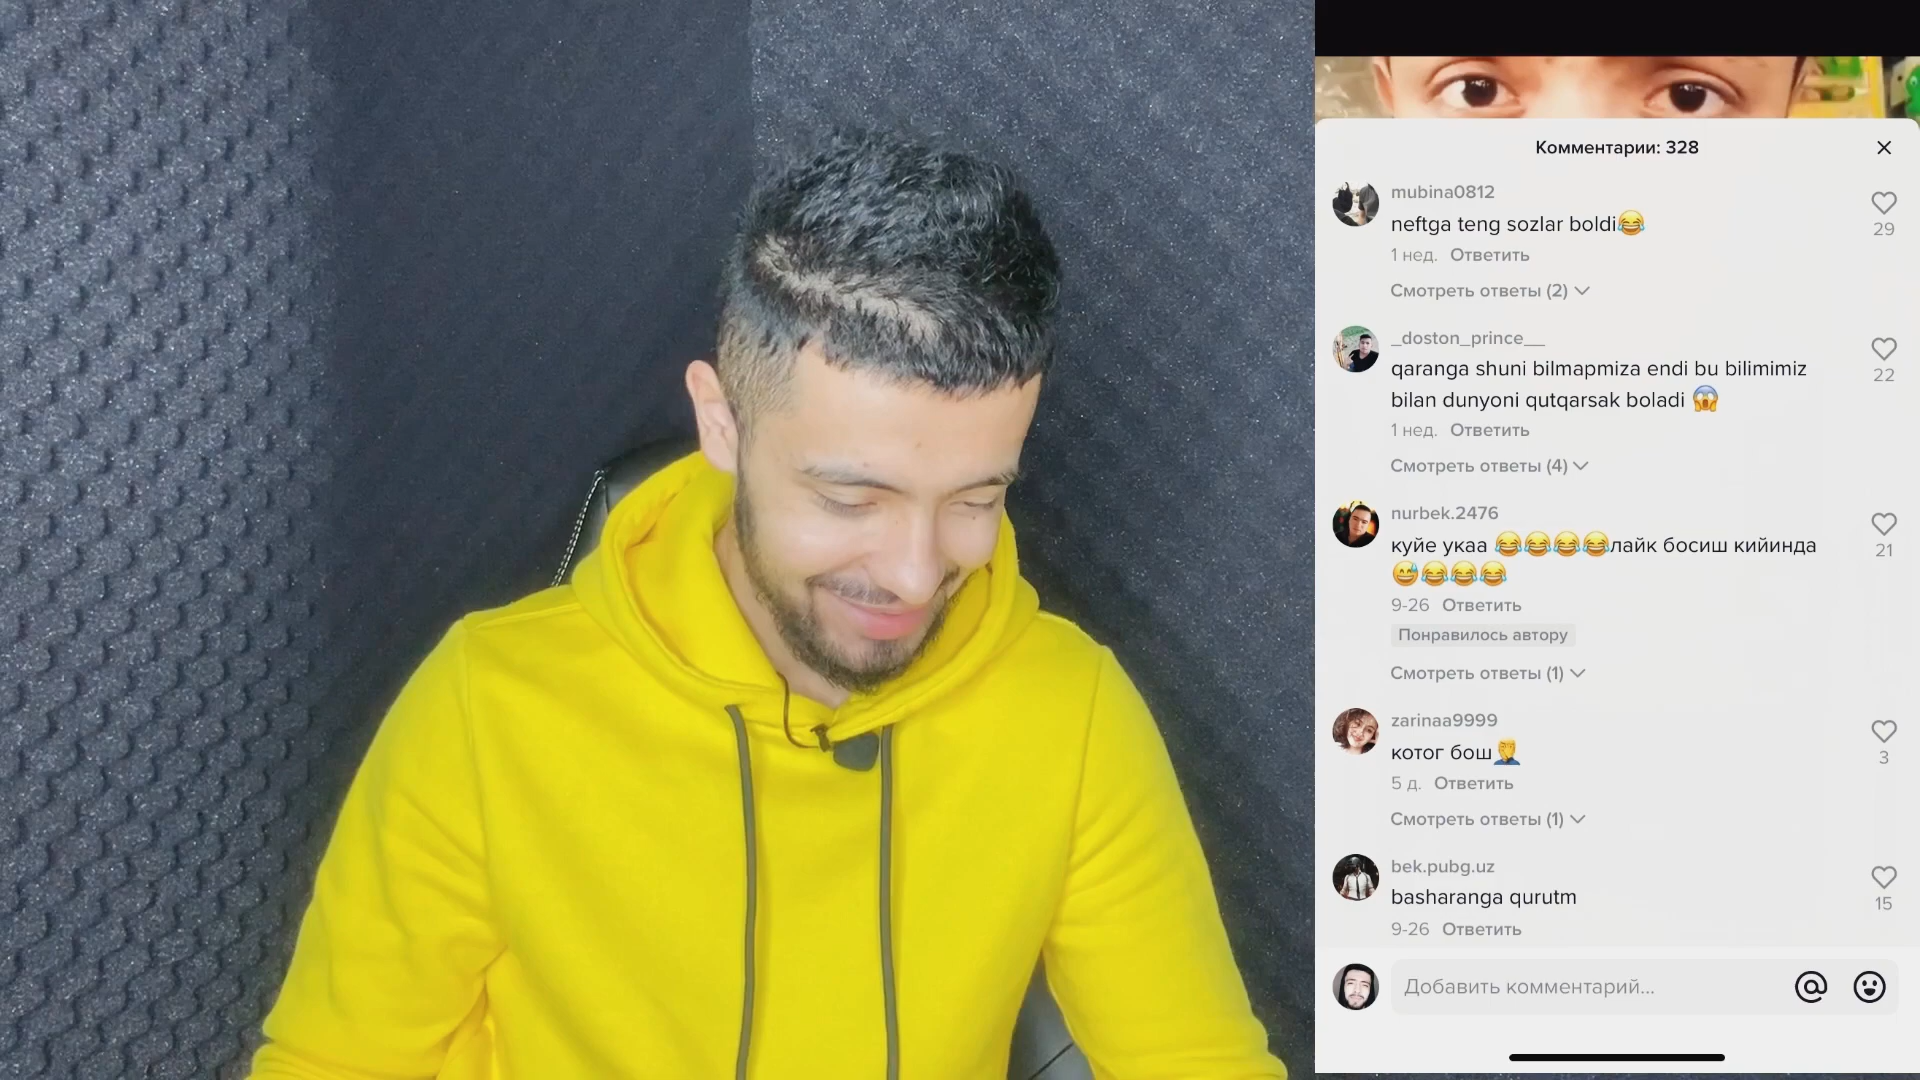 Комментарии: 328
mubina0812
neftga teng sozlar boldi😂
29
1 нед. Ответить
Смотреть ответы (2)
_doston_prince__
qaranga shuni bilmapmiza endi bu bilimimiz
22
bilan dunyoni qutqarsak boladi 😱
1 нед. Ответить
Смотреть ответы (4)
nurbek.2476
куйе укаа 😂😂😂😂лайк босиш кийинда
21
😅😂😂😂
9-26 Ответить
Понравилось автору
Смотреть ответы (1)
zarinaa9999
котог бош🤦‍♂️
3
5 д. Ответить
Смотреть ответы (1)
bek.pubg.uz
basharanga qurutm
15
9-26 Ответить
Добавить комментарий...